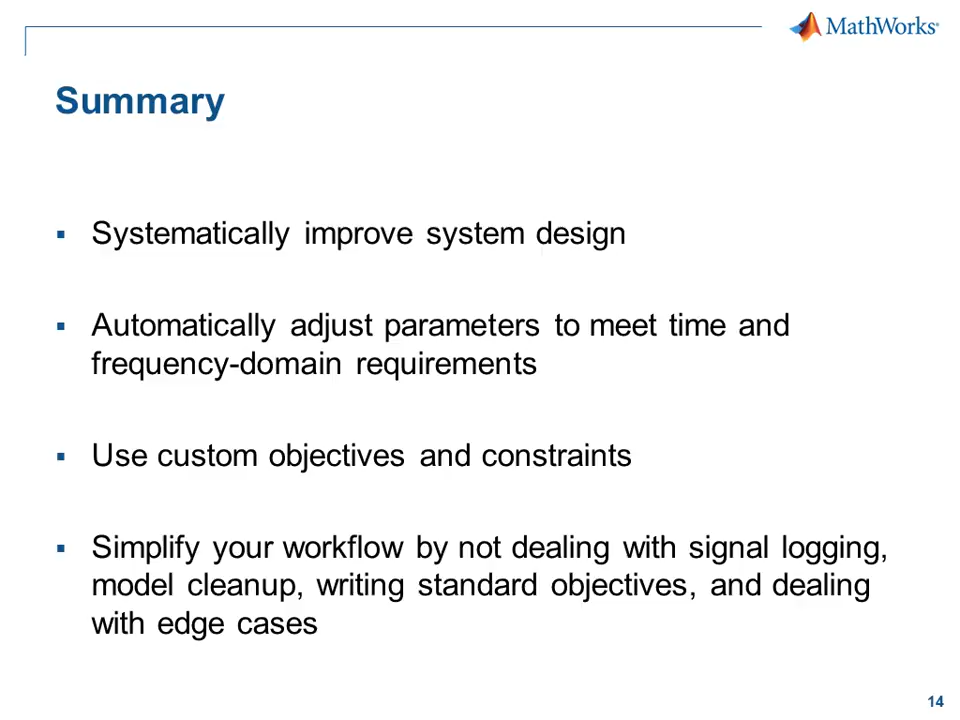 MathWorks®
Summary
▪ Systematically improve system design
▪ Automatically adjust parameters to meet time and
frequency-domain requirements
▪ Use custom objectives and constraints
▪ Simplify your workflow by not dealing with signal logging,
model cleanup, writing standard objectives, and dealing
with edge cases
14